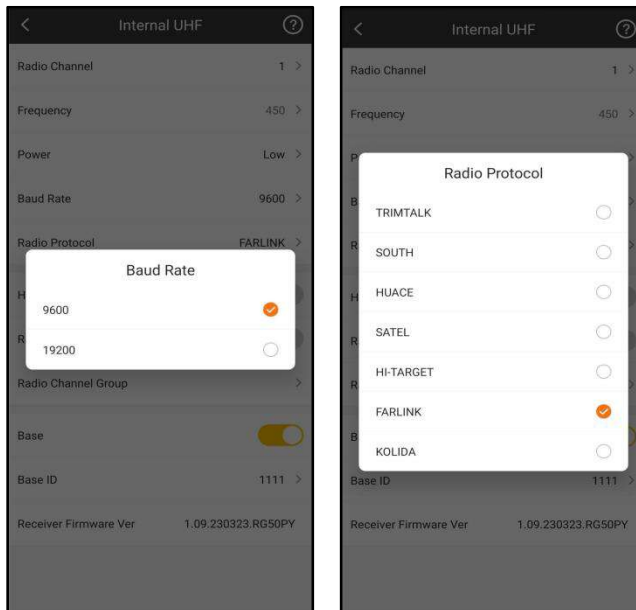 Internal UHF
Radio Channel 1
Frequency 450
Power Low
Baud Rate 9600
Radio Protocol FARLINK
Baud Rate
H
9600
R
19200
Radio Channel Group
Base
Base ID 1111
Receiver Firmware Ver 1.09.230323.RG50PY
Internal UHF
Radio Channel 1
Frequency 450
P
Radio Protocol
B
TRIMTALK
R
SOUTH
H
HUACE
R
SATEL
R
HI-TARGET
FARLINK
B
KOLIDA
Base ID 1111
Receiver Firmware Ver 1.09.230323.RG50PY